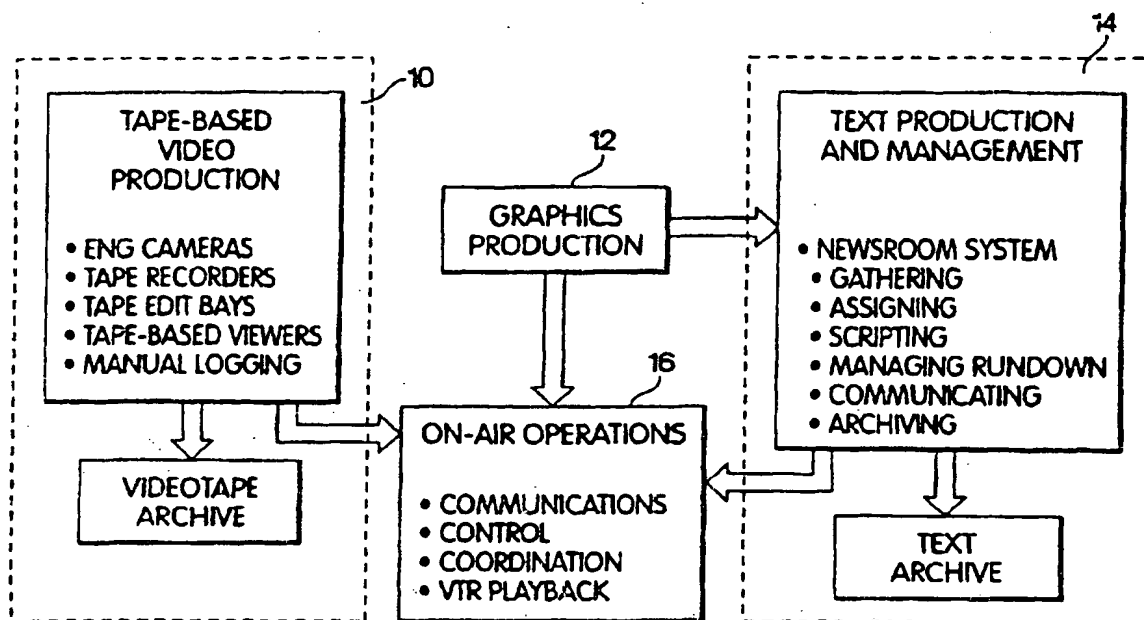 10
TAPE-BASED
VIDEO
PRODUCTION
• ENG CAMERAS
• TAPE RECORDERS
• TAPE EDIT BAYS
• TAPE-BASED VIEWERS
• MANUAL LOGGING
VIDEOTAPE
ARCHIVE
12
GRAPHICS
PRODUCTION
16
ON-AIR OPERATIONS
• COMMUNICATIONS
• CONTROL
• COORDINATION
• VTR PLAYBACK
14
TEXT PRODUCTION
AND MANAGEMENT
• NEWSROOM SYSTEM
• GATHERING
• ASSIGNING
• SCRIPTING
• MANAGING RUNDOWN
• COMMUNICATING
• ARCHIVING
TEXT
ARCHIVE